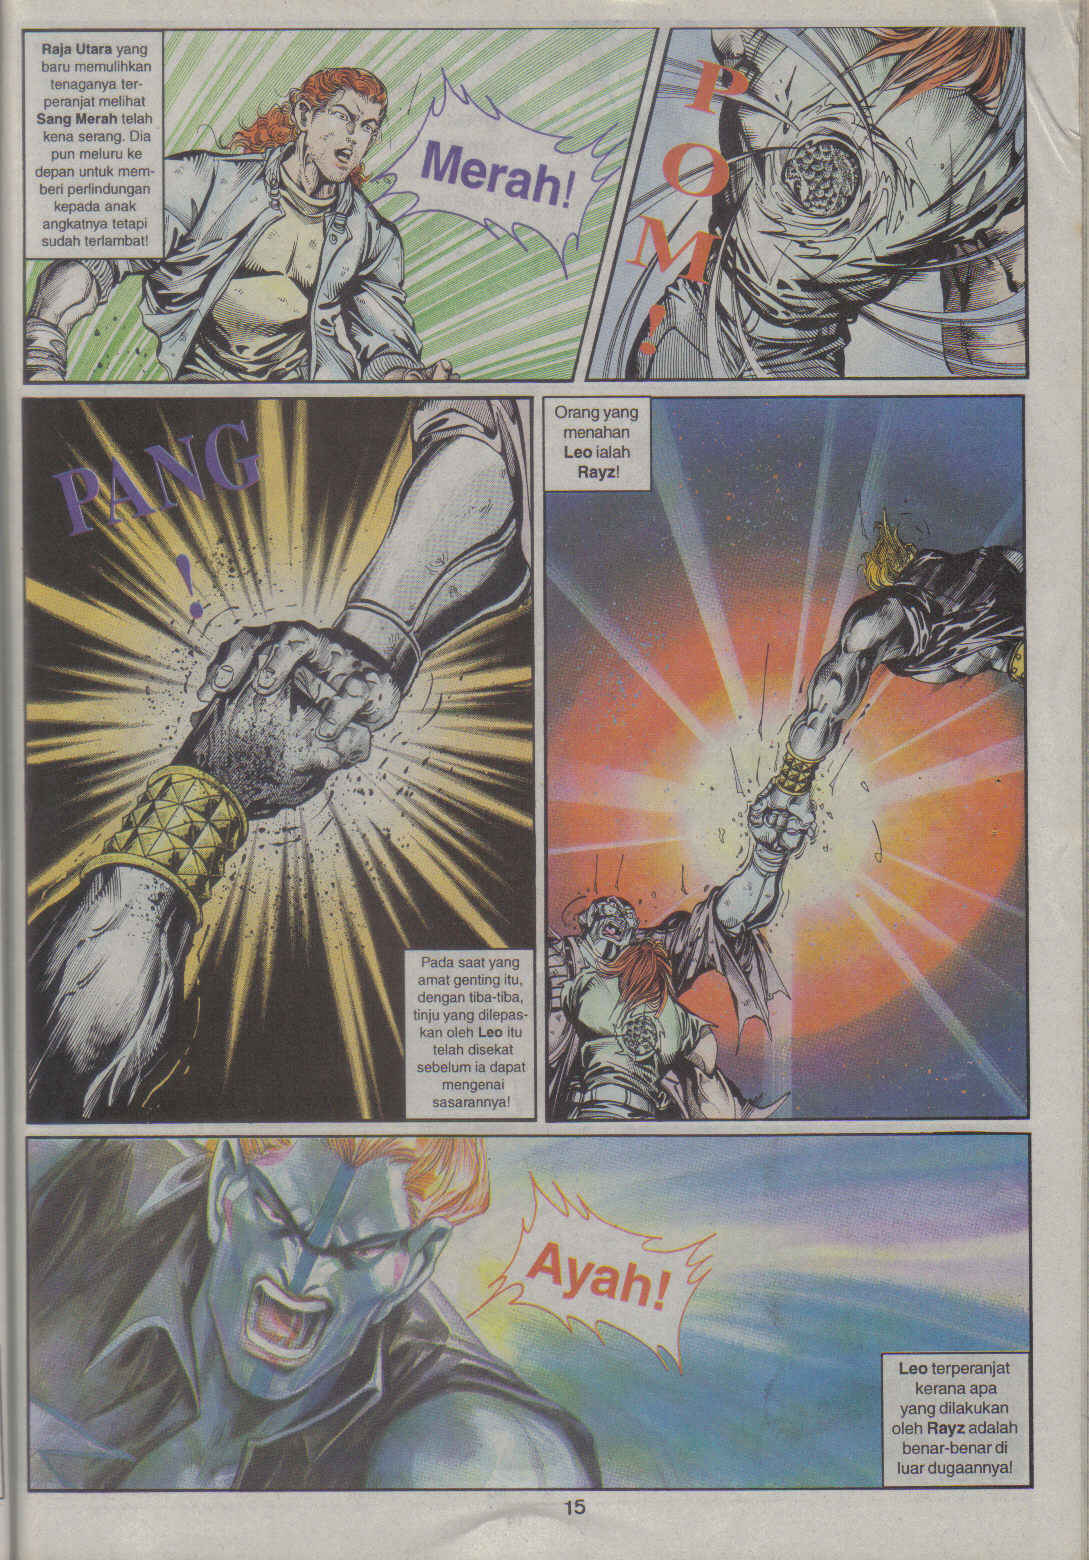 Raja Utara yang
baru memulihkan
tenaganya ter-
peranjat melihat
Sang Merah telah
kena serang. Dia
pun meluru ke
depan untuk mem-
beri perlindungan
kepada anak
angkatnya tetapi
sudah terlambat!
Merah!
POM!
PANG!
Pada saat yang
amat genting itu,
dengan tiba-tiba,
tinju yang dilepas-
kan oleh Leo itu
telah disekat
sebelum ia dapat
mengenai
sasarannya!
Orang yang
menahan
Leo ialah
Rayz!
Ayah!
Leo terperanjat
kerana apa
yang dilakukan
oleh Rayz adalah
benar-benar di
luar dugaannya!
15